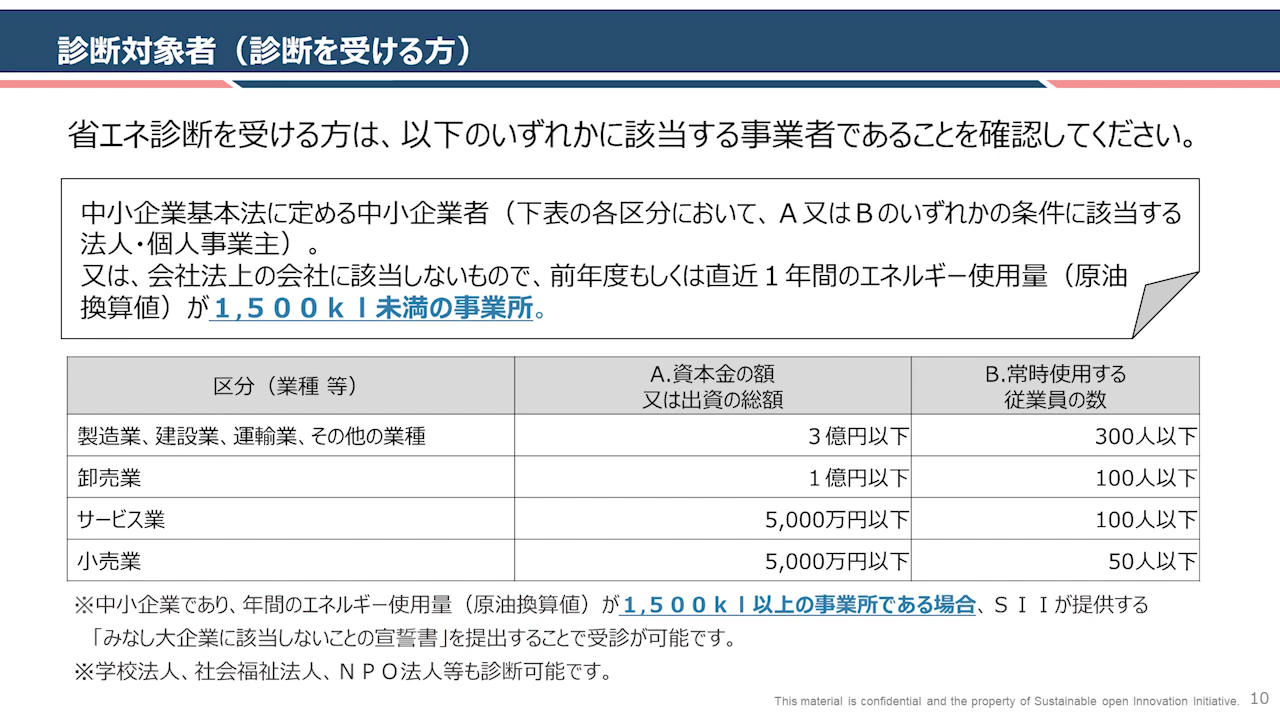 診断対象者（診断を受ける方）
省エネ診断を受ける方は、以下のいずれかに該当する事業者であることを確認してください。
中小企業基本法に定める中小企業者（下表の各区分において、Ａ又はＢのいずれかの条件に該当する
法人・個人事業主）。
又は、会社法上の会社に該当しないもので、前年度もしくは直近１年間のエネルギー使用量（原油
換算値）が１,５００ｋｌ未満の事業所。
区分（業種 等）
A.資本金の額
又は出資の総額
B.常時使用する
従業員の数
製造業、建設業、運輸業、その他の業種 ３億円以下 300人以下
卸売業 １億円以下 100人以下
サービス業 5,000万円以下 100人以下
小売業 5,000万円以下 50人以下
※中小企業であり、年間のエネルギー使用量（原油換算値）が１,５００ｋｌ以上の事業所である場合、ＳＩＩが提供する
「みなし大企業に該当しないことの宣誓書」を提出することで受診が可能です。
※学校法人、社会福祉法人、ＮＰＯ法人等も診断可能です。
This material is confidential and the property of Sustainable open Innovation Initiative. 10